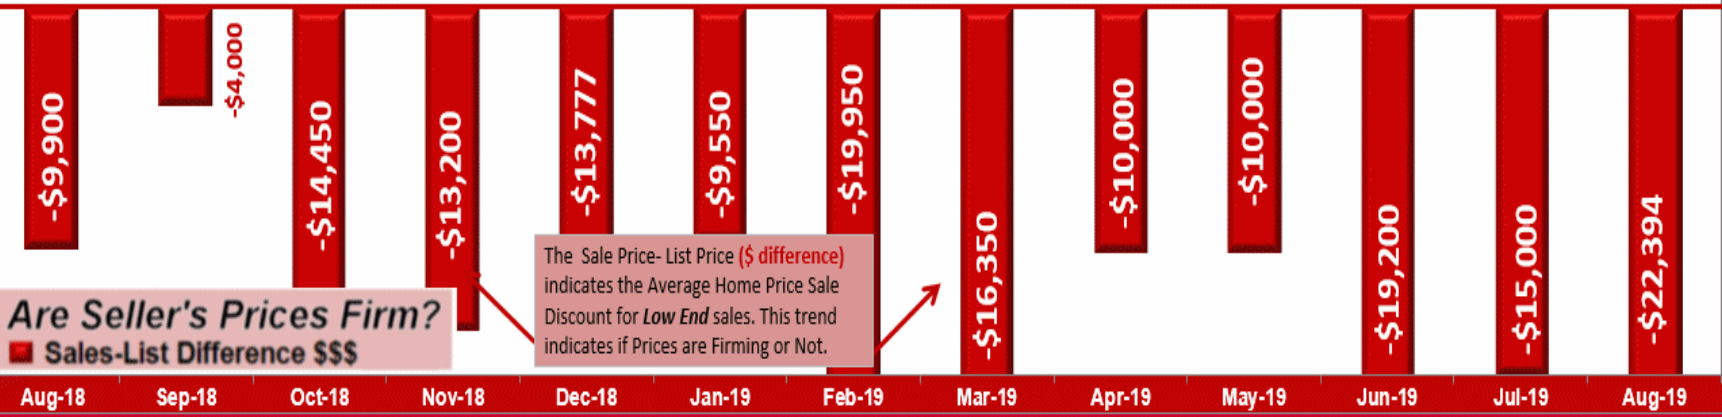 -$9,900
-$4,000
-$14,450
-$13,200
-$13,777
-$9,550
-$19,950
-$16,350
-$10,000
-$10,000
-$19,200
-$15,000
-$22,394
The Sale Price- List Price ($ difference)
indicates the Average Home Price Sale
Discount for Low End sales. This trend
indicates if Prices are Firming or Not.
Are Seller's Prices Firm?
Sales-List Difference $$$
Aug-18 Sep-18 Oct-18 Nov-18 Dec-18 Jan-19 Feb-19 Mar-19 Apr-19 May-19 Jun-19 Jul-19 Aug-19